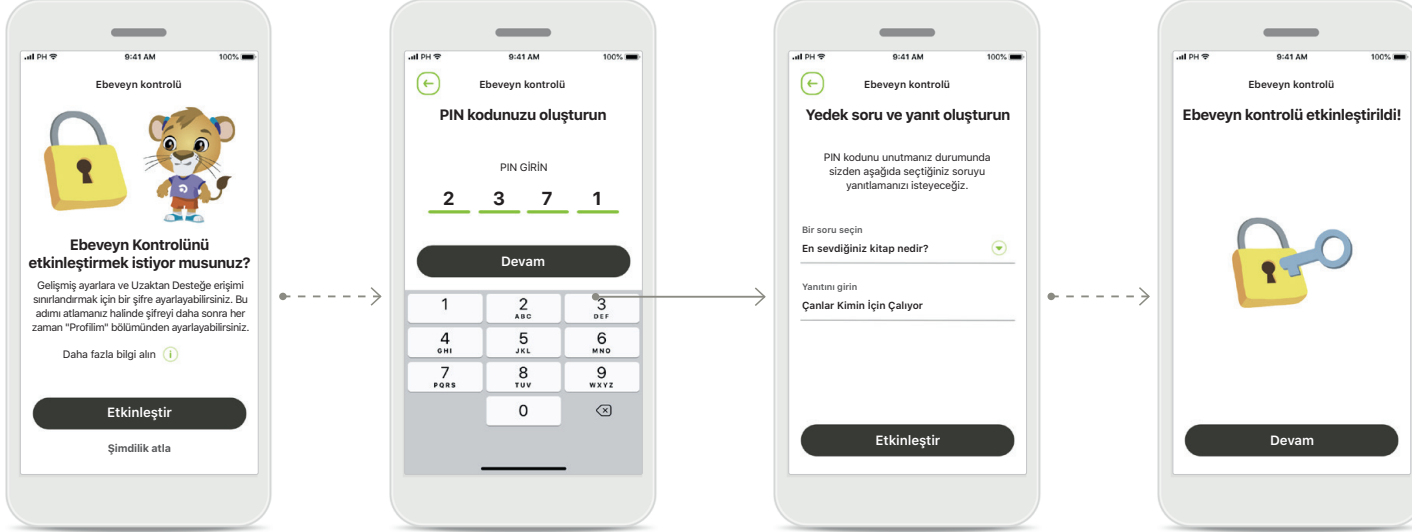 PH 9:41 AM 100%
Ebeveyn kontrolü
Ebeveyn Kontrolünü
etkinleştirmek istiyor musunuz?
Gelişmiş ayarlara ve Uzaktan Desteğe erişimi
sınırlandırmak için bir şifre ayarlayabilirsiniz. Bu
adımı atlamanız halinde şifreyi daha sonra her
zaman "Profilim" bölümünden ayarlayabilirsiniz.
Daha fazla bilgi alın i
Etkinleştir
Şimdilik atla
PH 9:41 AM 100%
Ebeveyn kontrolü
PIN kodunuzu oluşturun
PIN GİRİN
2 3 7 1
Devam
1 2 3
ABC DEF
4 5 6
GHI JKL MNO
7 8 9
PQRS TUV WXYZ
0
PH 9:41 AM 100%
Ebeveyn kontrolü
Yedek soru ve yanıt oluşturun
PIN kodunu unutmanız durumunda
sizden aşağıda seçtiğiniz soruyu
yanıtlamanızı isteyeceğiz.
Bir soru seçin
En sevdiğiniz kitap nedir?
Yanıtını girin
Çanlar Kimin İçin Çalıyor
Etkinleştir
PH 9:41 AM 100%
Ebeveyn kontrolü
Ebeveyn kontrolü etkinleştirildi!
Devam